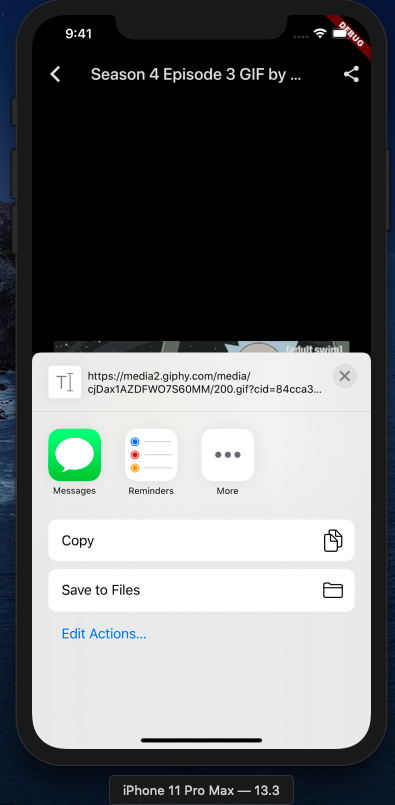 9:41
DEBUG
Season 4 Episode 3 GIF by ...
[adult swim]
TI
https://media2.giphy.com/media/
cjDax1AZDFWO7S60MM/200.gif?cid=84cca3...
Messages
Reminders
More
Copy
Save to Files
Edit Actions...
iPhone 11 Pro Max — 13.3